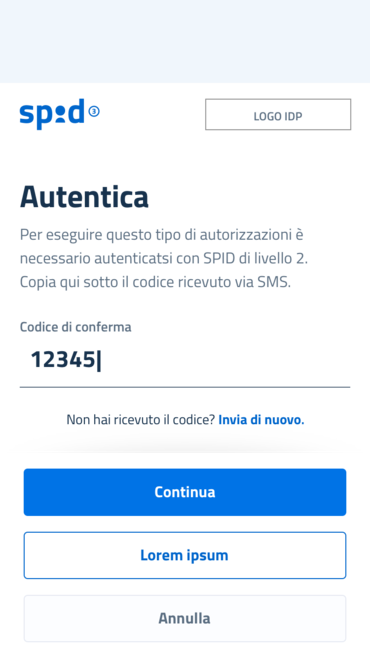 spid 3
LOGO IDP
Autentica
Per eseguire questo tipo di autorizzazioni è
necessario autenticatsi con SPID di livello 2.
Copia qui sotto il codice ricevuto via SMS.
Codice di conferma
12345
Non hai ricevuto il codice? Invia di nuovo.
Continua
Lorem ipsum
Annulla